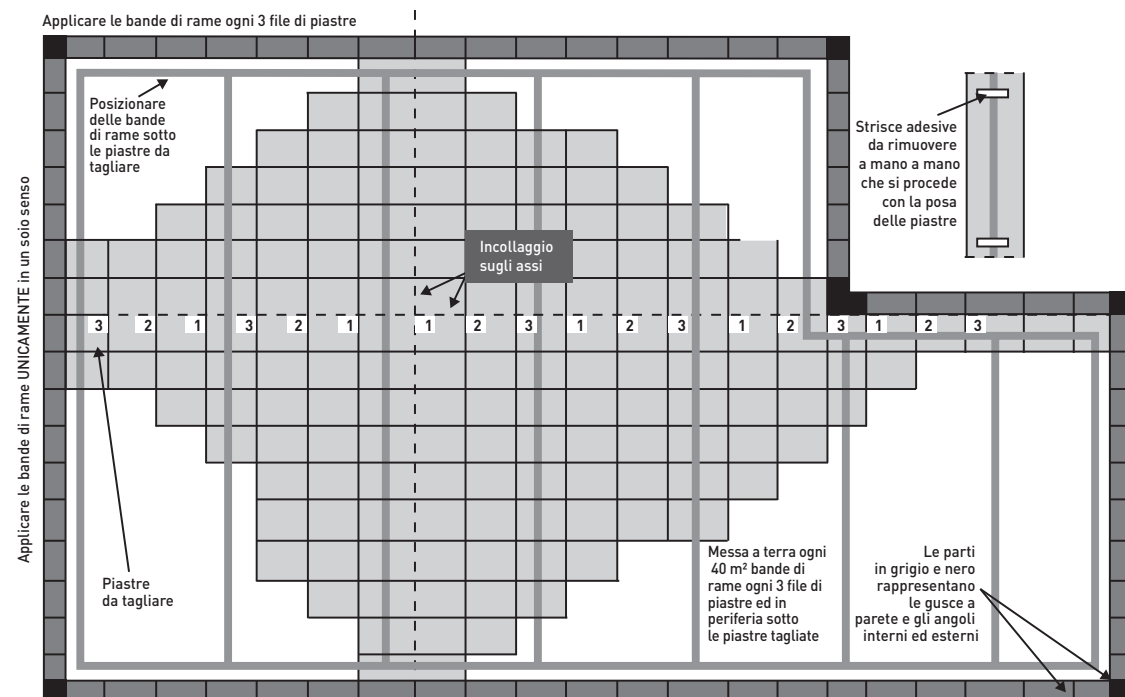 Applicare le bande di rame ogni 3 file di piastre
Applicare le bande di rame UNICAMENTE in un soio senso
Posizionare
delle bande
di rame sotto
le piastre da
tagliare
Strisce adesive
da rimuovere
a mano a mano
che si procede
con la posa
delle piastre
Incollaggio
sugli assi
3 2 1 3 2 1 1 2 3 1 2 3 1 2 3 1 2 3
Piastre
da tagliare
Messa a terra ogni
40 m² bande di
rame ogni 3 file di
piastre ed in
periferia sotto
le piastre tagliate
Le parti
in grigio e nero
rappresentano
le gusce a
parete e gli angoli
interni ed esterni